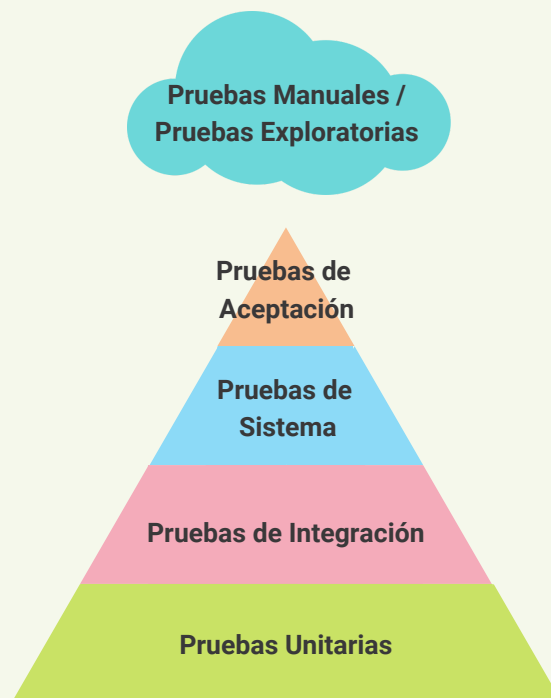 Pruebas Manuales /
Pruebas Exploratorias
Pruebas de
Aceptación
Pruebas de
Sistema
Pruebas de Integración
Pruebas Unitarias